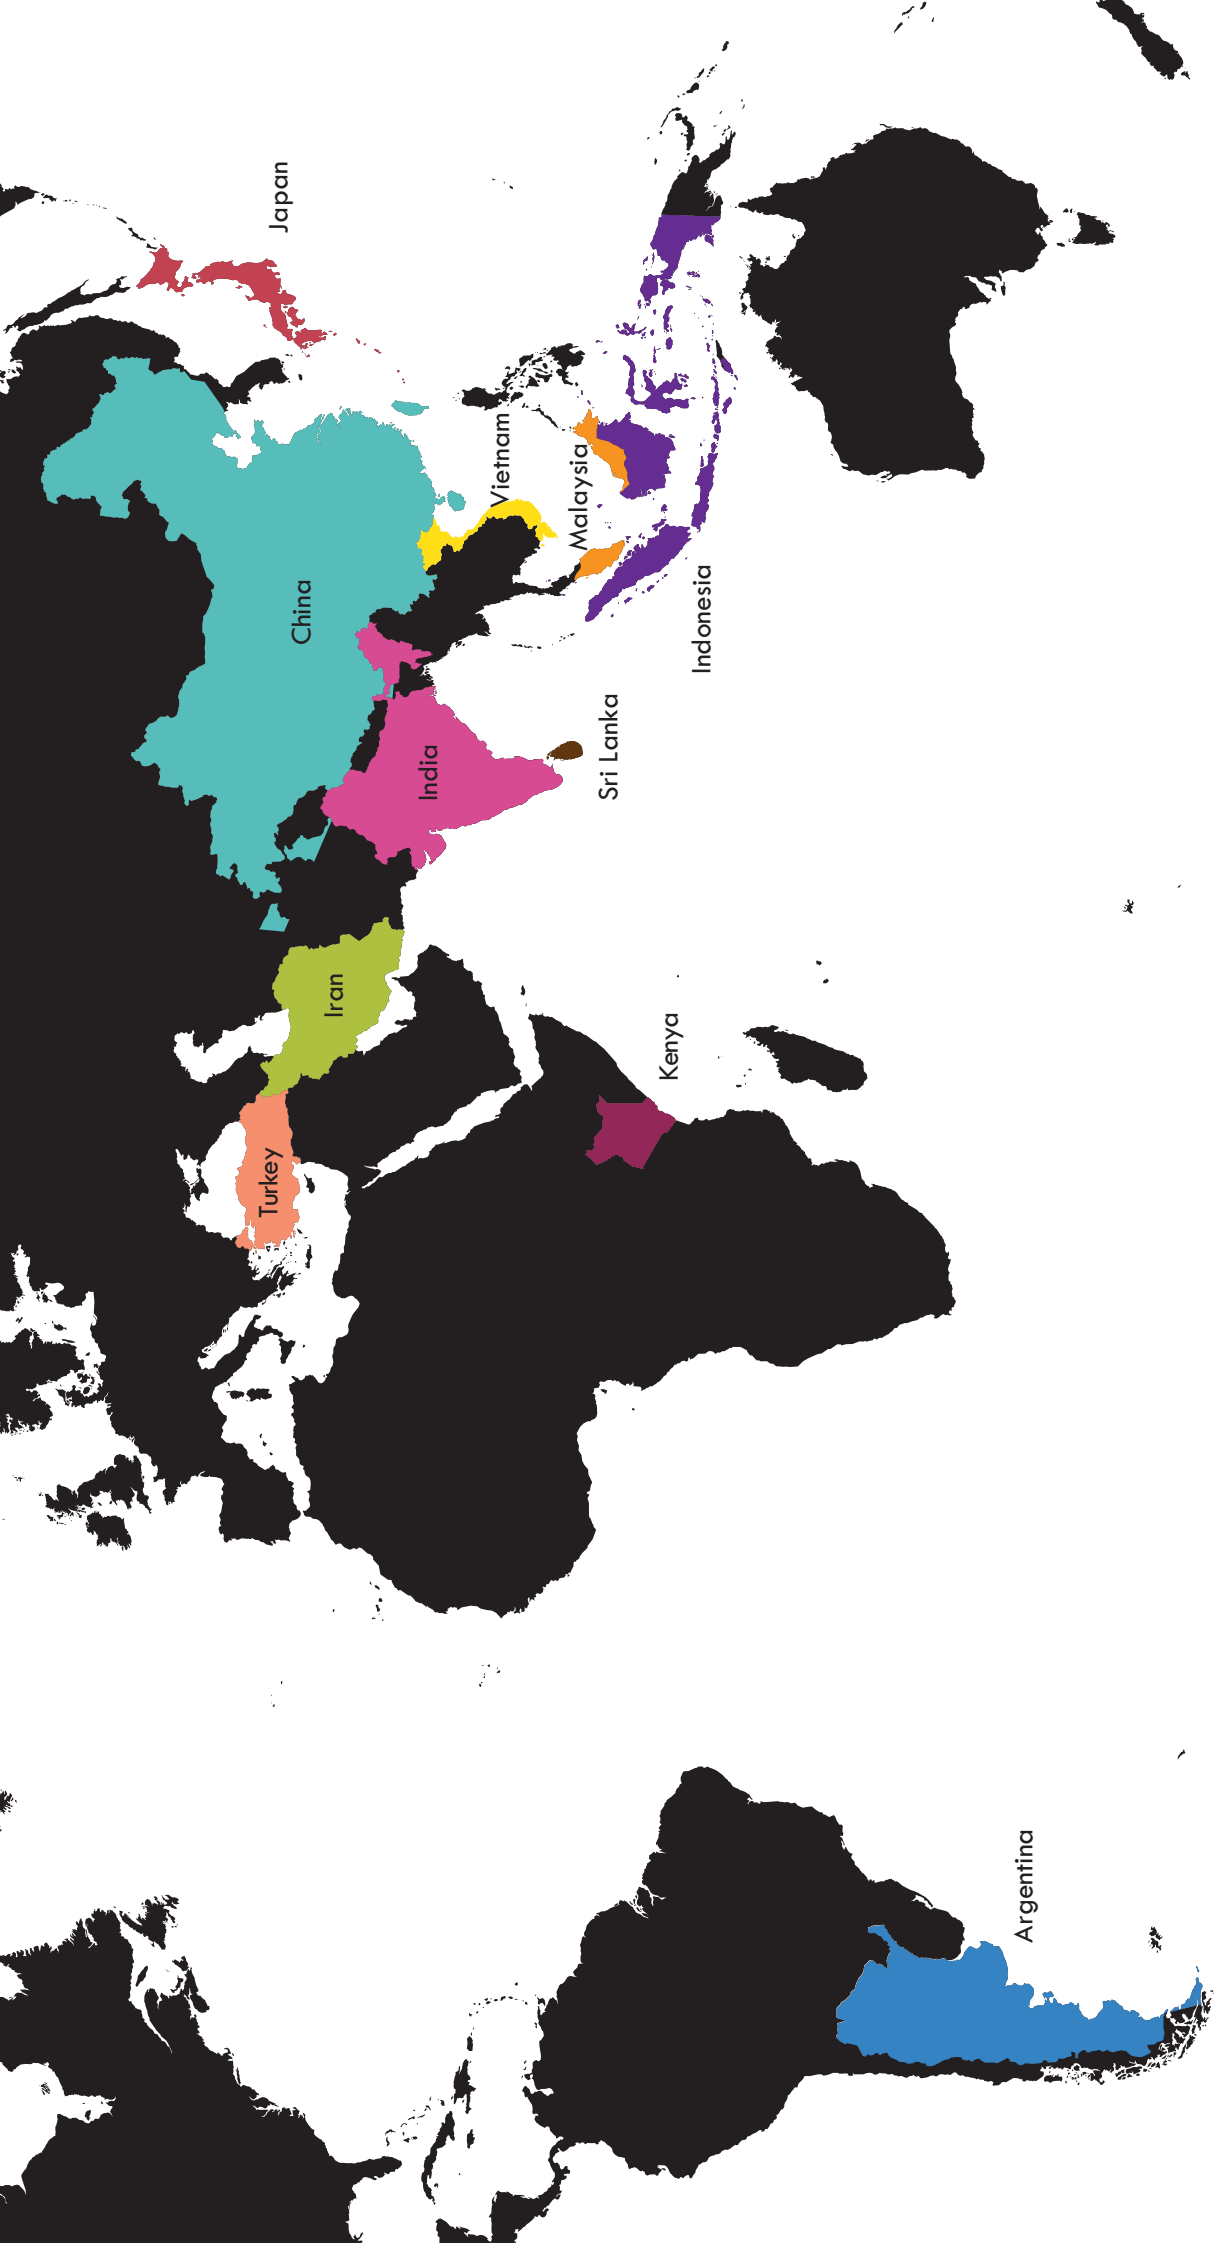 Japan
China
Vietnam
Malaysia
Indonesia
India
Sri Lanka
Iran
Turkey
Kenya
Argentina